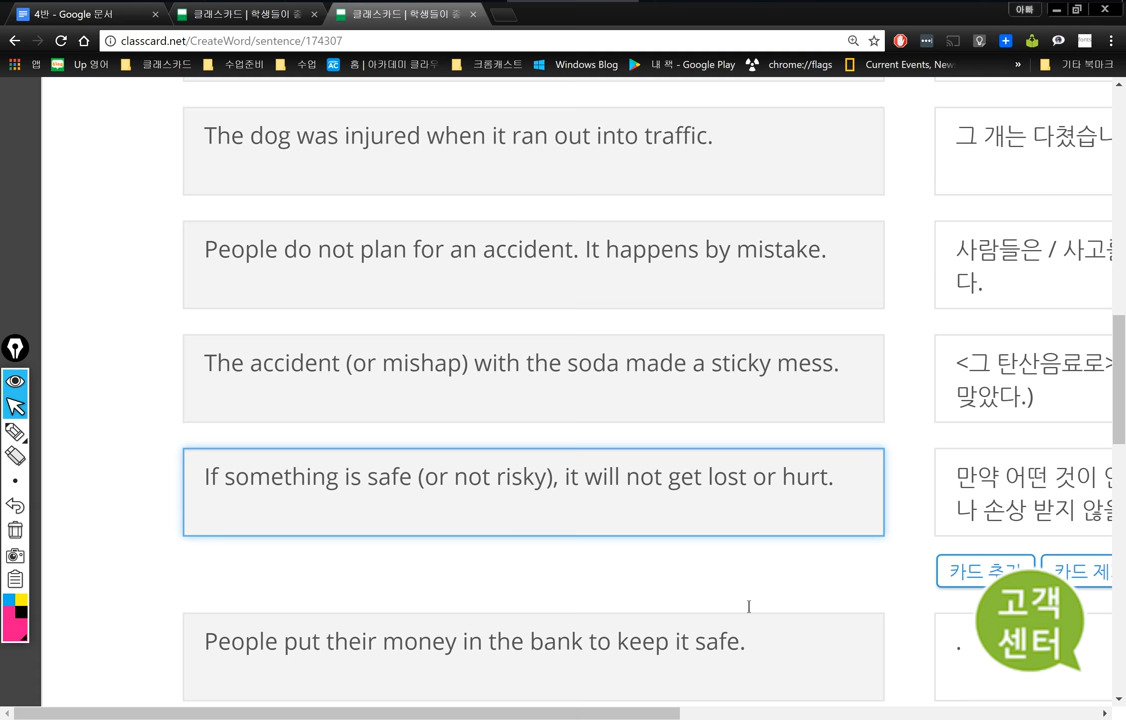 4반 - Google 문서
클래스카드 | 학생들이 좋
클래스카드 | 학생들이 좋
아빠
classcard.net/CreateWord/sentence/174307
앱
Up 영어
클래스카드
수업준비
수업
홈 | 아카데미 클라우
크롬캐스트
Windows Blog
내 책 - Google Play
chrome://flags
Current Events, New
»
기타 북마크
The dog was injured when it ran out into traffic.
그 개는 다쳤습니
People do not plan for an accident. It happens by mistake.
사람들은 / 사고를
다.
The accident (or mishap) with the soda made a sticky mess.
<그 탄산음료로>
맞았다.)
If something is safe (or not risky), it will not get lost or hurt.
만약 어떤 것이
나 손상 받지 않을
카드 추가
카드 제
고객
센터
People put their money in the bank to keep it safe.
.